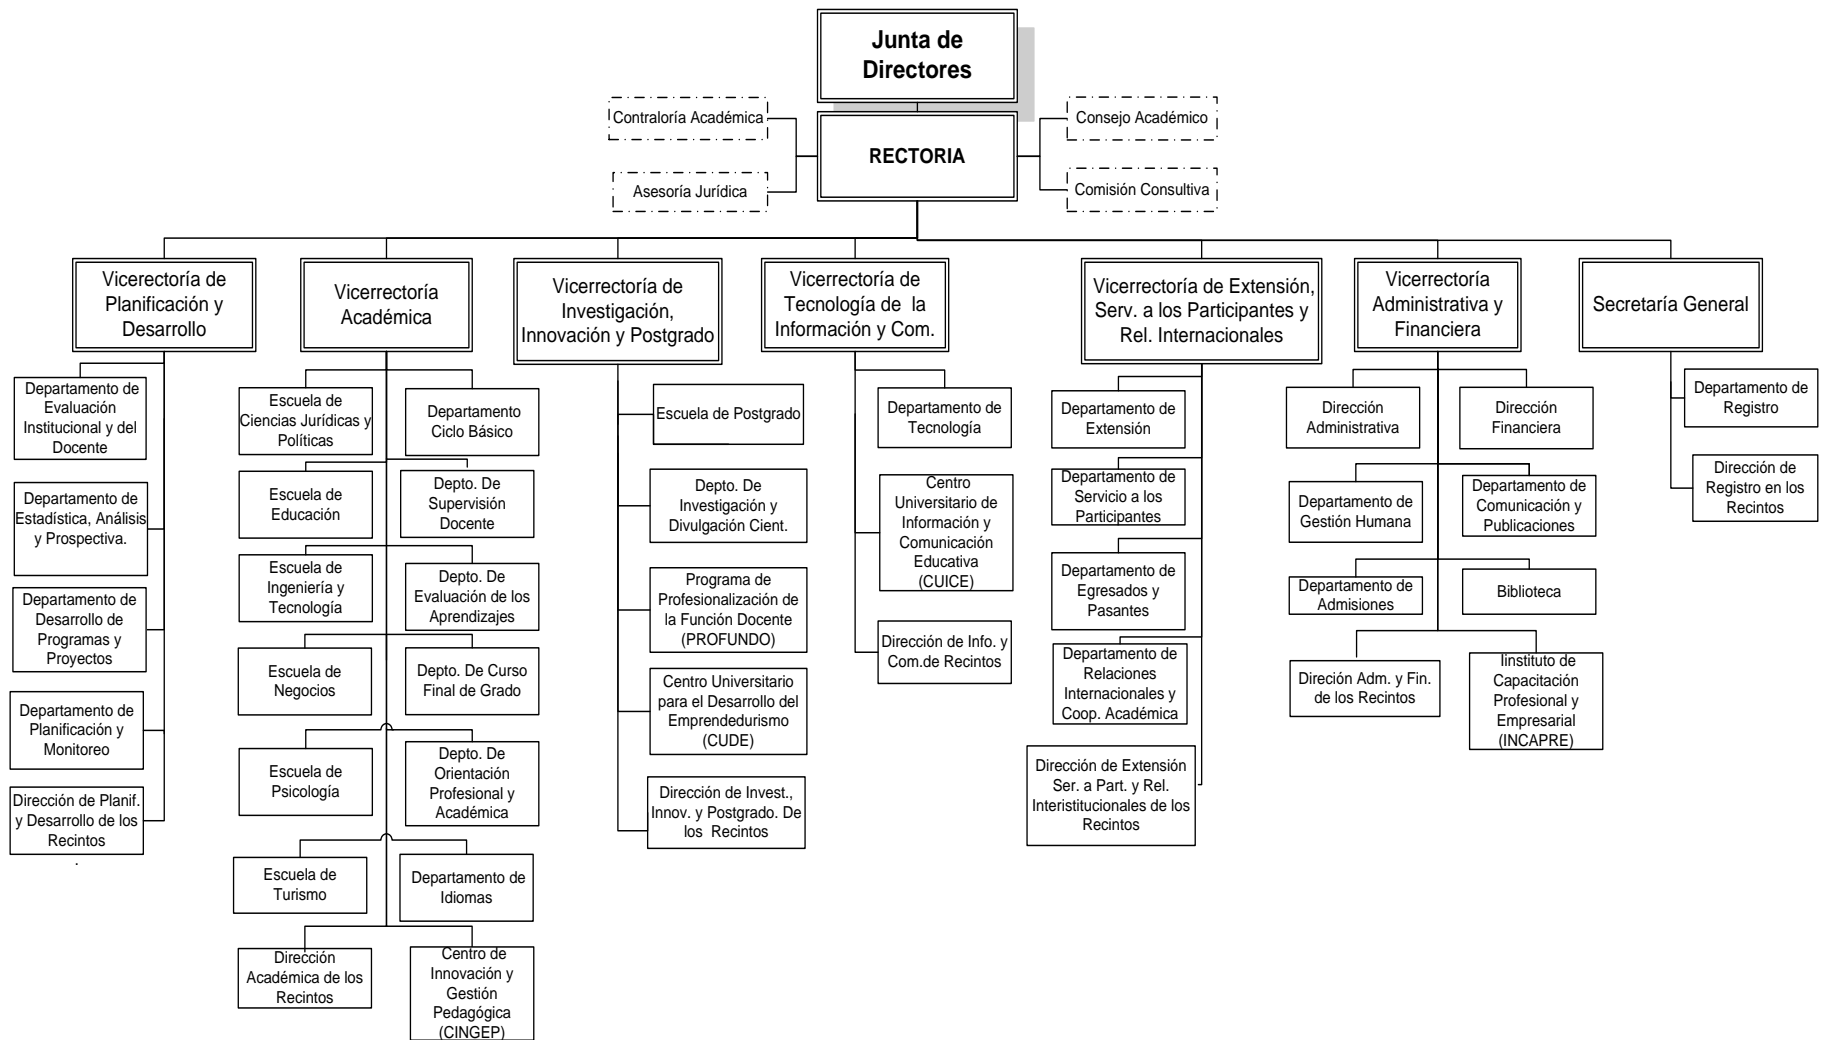 Junta de
Directores
Contraloría Académica
Consejo Académico
RECTORIA
Asesoría Jurídica
Comisión Consultiva
Vicerectoría de
Planificación y
Desarrollo
Vicerrectoría
Académica
Vicerrectoría de
Investigación,
Innovación y Postgrado
Vicerrectoría de
Tecnología de la
Información y Com.
Vicerrectoría de Extensión,
Serv. a los Participantes y
Rel. Internacionales
Vicerrectoría
Administrativa y
Financiera
Secretaría General
Departamento de
Evaluación
Institucional y del
Docente
Departamento de
Estadística, Análisis
y Prospectiva.
Departamento de
Desarrollo de
Programas y
Proyectos
Departamento de
Planificación y
Monitoreo
Dirección de Planif.
y Desarrollo de los
Recintos
.
Escuela de
Ciencias Jurídicas y
Políticas
Departamento
Ciclo Básico
Escuela de
Educación
Depto. De
Supervisión
Docente
Escuela de
Ingeniería y
Tecnología
Depto. De
Evaluación de los
Aprendizajes
Escuela de
Negocios
Depto. De Curso
Final de Grado
Escuela de
Psicología
Depto. De
Orientación
Profesional y
Académica
Escuela de
Turismo
Departamento de
Idiomas
Dirección
Académica de los
Recintos
Centro de
Innovación y
Gestión
Pedagógica
(CINGEP)
Escuela de Postgrado
Depto. De
Investigación y
Divulgación Cient.
Programa de
Profesionalización de
la Función Docente
(PROFUNDO)
Centro Universitario
para el Desarrollo del
Emprendedurismo
(CUDE)
Dirección de Invest.,
Innov. y Postgrado. De
los Recintos
Departamento de
Tecnología
Centro
Universitario de
Información y
Comunicación
Educativa
(CUICE)
Dirección de Info. y
Com.de Recintos
Departamento de
Extensión
Departamento de
Servicio a los
Participantes
Departamento de
Egresados y
Pasantes
Departamento de
Relaciones
Internacionales y
Coop. Académica
Dirección de Extensión
Ser. a Part. y Rel.
Interistitucionales de los
Recintos
Dirección
Administrativa
Dirección
Financiera
Departamento de
Gestión Humana
Departamento de
Comunicación y
Publicaciones
Departamento de
Admisiones
Biblioteca
Direción Adm. y Fin.
de los Recintos
Iinstituto de
Capacitación
Profesional y
Empresarial
(INCAPRE)
Departamento de
Registro
Dirección de
Registro en los
Recintos